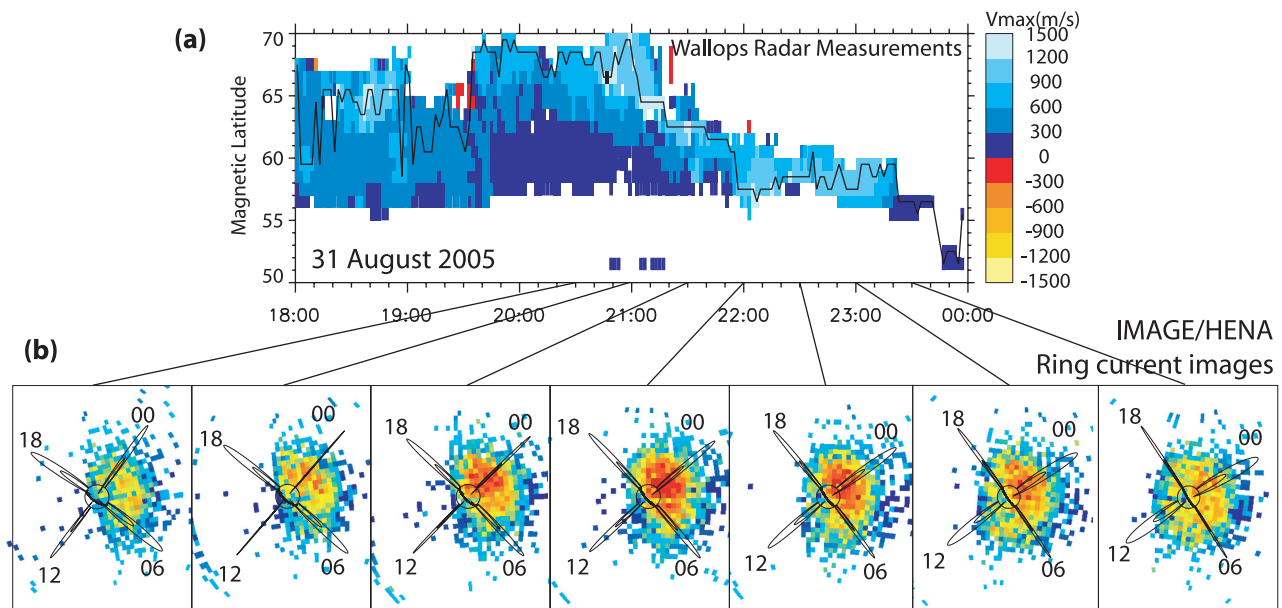 Vmax(m/s)
(a)
Wallops Radar Measurements
Magnetic Latitude
70
65
60
55
50
31 August 2005
18:00 19:00 20:00 21:00 22:00 23:00 00:00
1500
1200
900
600
300
0
-300
-600
-900
-1200
-1500
IMAGE/HENA
Ring current images
(b)
18 00 12 06
18 00 12 06
18 00 12 06
18 00 12 06
18 00 12 06
18 00 12 06
18 00 12 06